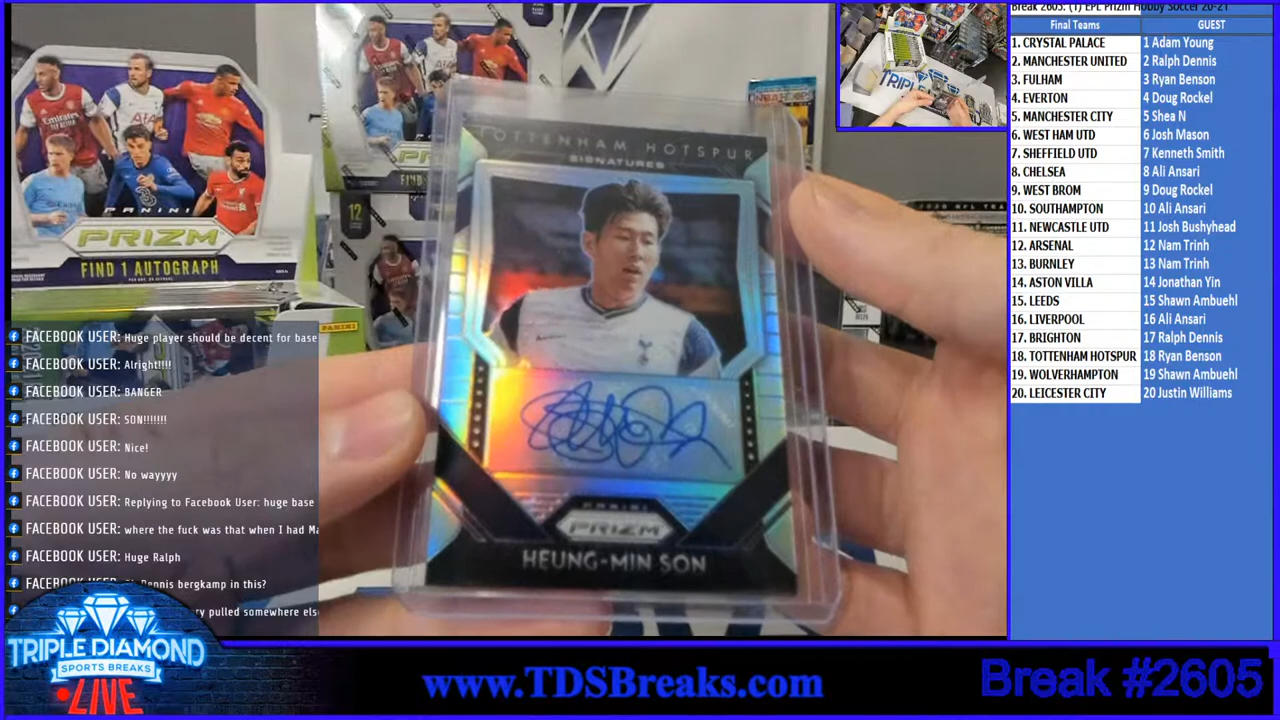 Break 2605: (1) EPL Prizm Hobby Soccer 20-21
Final Teams GUEST
1. CRYSTAL PALACE 1 Adam Young
2. MANCHESTER UNITED 2 Ralph Dennis
3. FULHAM 3 Ryan Benson
4. EVERTON 4 Doug Rockel
5. MANCHESTER CITY 5 Shea N
6. WEST HAM UTD 6 Josh Mason
7. SHEFFIELD UTD 7 Kenneth Smith
8. CHELSEA 8 Ali Ansari
9. WEST BROM 9 Doug Rockel
10. SOUTHAMPTON 10 Ali Ansari
11. NEWCASTLE UTD 11 Josh Bushyhead
12. ARSENAL 12 Nam Trinh
13. BURNLEY 13 Nam Trinh
14. ASTON VILLA 14 Jonathan Yin
15. LEEDS 15 Shawn Ambuehl
16. LIVERPOOL 16 Ali Ansari
17. BRIGHTON 17 Ralph Dennis
18. TOTTENHAM HOTSPUR 18 Ryan Benson
19. WOLVERHAMPTON 19 Shawn Ambuehl
20. LEICESTER CITY 20 Justin Williams
TOTTENHAM HOTSPUR
SIGNATURES
PANINI
PRIZM
HEUNG-MIN SON
PANINI
PRIZM
FIND 1 AUTOGRAPH
12
PANINI
TRIPLE
FACEBOOK USER: Huge player should be decent for base
FACEBOOK USER: Alright!!!!
FACEBOOK USER: BANGER
FACEBOOK USER: SON!!!!!!!
FACEBOOK USER: Nice!
FACEBOOK USER: No wayyyy
FACEBOOK USER: Replying to Facebook User: huge base
FACEBOOK USER: where the fuck was that when I had Ma
FACEBOOK USER: Huge Ralph
FACEBOOK USER: Dennis bergkamp in this?
pulled somewhere else
TRIPLE DIAMOND
SPORTS BREAKS
LIVE
www.TDSBreaks.com
Break #2605